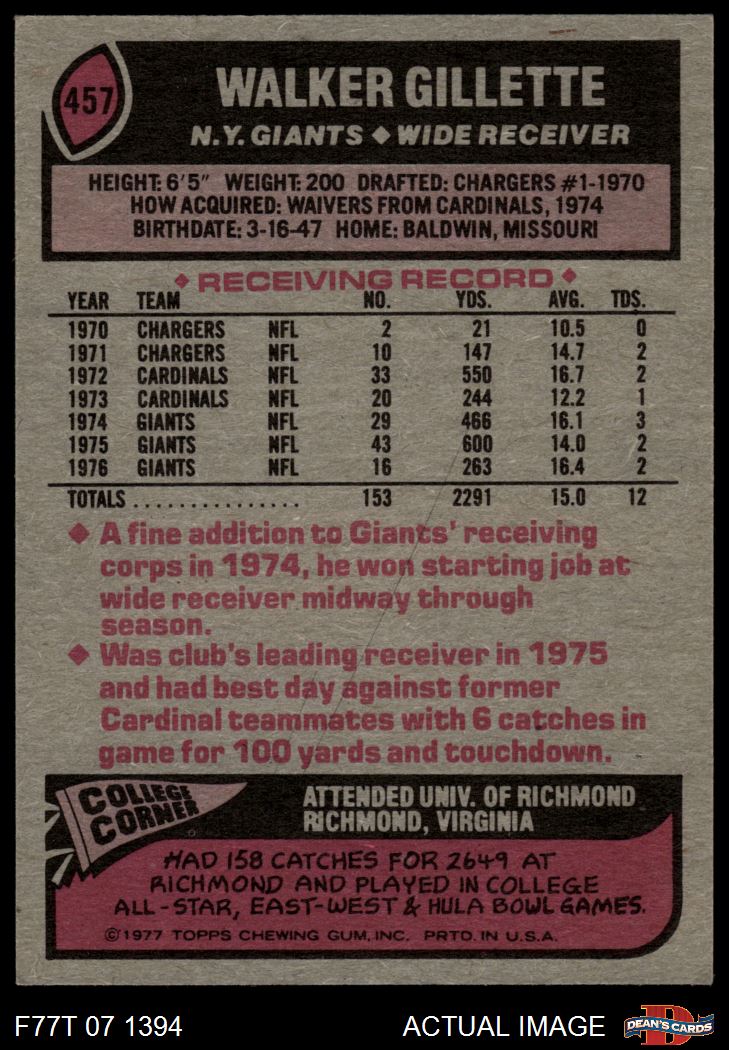 457
WALKER GILLETTE
N.Y. GIANTS ◆ WIDE RECEIVER
HEIGHT: 6'5" WEIGHT: 200 DRAFTED: CHARGERS #1-1970
HOW ACQUIRED: WAIVERS FROM CARDINALS, 1974
BIRTHDATE: 3-16-47 HOME: BALDWIN, MISSOURI
◆ RECEIVING RECORD ◆
YEAR TEAM NO. YDS. AVG. TDS.
1970 CHARGERS NFL 2 21 10.5 0
1971 CHARGERS NFL 10 147 14.7 2
1972 CARDINALS NFL 33 550 16.7 2
1973 CARDINALS NFL 20 244 12.2 1
1974 GIANTS NFL 29 466 16.1 3
1975 GIANTS NFL 43 600 14.0 2
1976 GIANTS NFL 16 263 16.4 2
TOTALS ................ 153 2291 15.0 12
◆ A fine addition to Giants' receiving
corps in 1974, he won starting job at
wide receiver midway through
season.
◆ Was club's leading receiver in 1975
and had best day against former
Cardinal teammates with 6 catches in
game for 100 yards and touchdown.
COLLEGE
CORNER
ATTENDED UNIV. OF RICHMOND
RICHMOND, VIRGINIA
HAD 158 CATCHES FOR 2649 AT
RICHMOND AND PLAYED IN COLLEGE
ALL-STAR, EAST-WEST & HULA BOWL GAMES.
©1977 TOPPS CHEWING GUM, INC. PRTD. IN U.S.A.
F77T 07 1394 ACTUAL IMAGE DEAN'S CARDS